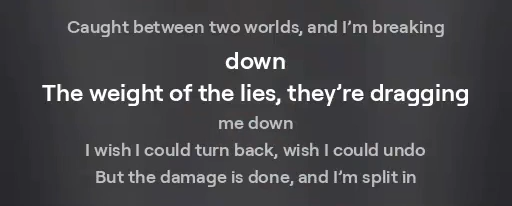 Caught between two worlds, and I’m breaking
down
The weight of the lies, they’re dragging
me down
I wish I could turn back, wish I could undo
But the damage is done, and I’m split in